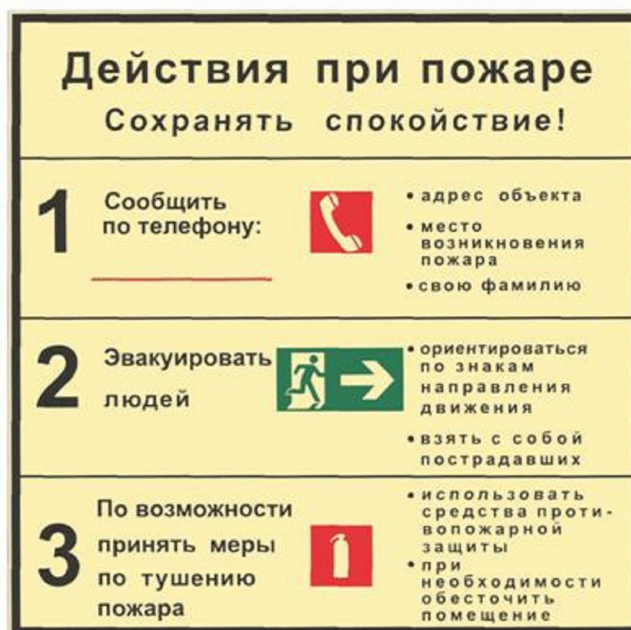 Действия при пожаре
Сохранять спокойствие!
1
Сообщить
по телефону:
• адрес объекта
• место
возникновения
пожара
• свою фамилию
2
Эвакуировать
людей
• ориентироваться
по знакам
направления
движения
• взять с собой
пострадавших
3
По возможности
принять меры
по тушению
пожара
• использовать
средства проти-
вопожарной
защиты
• при
необходимости
обесточить
помещение